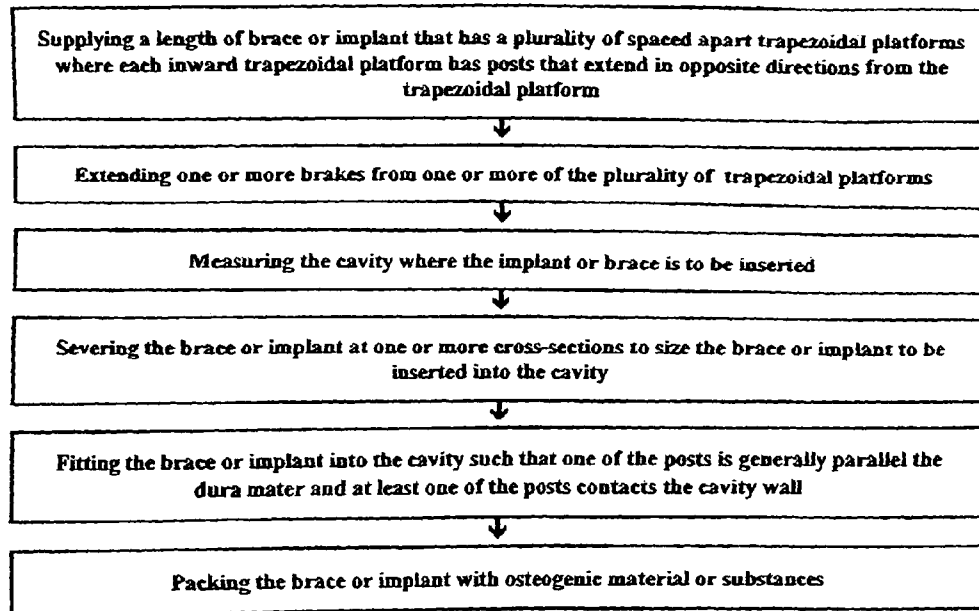 Supplying a length of brace or implant that has a plurality of spaced apart trapezoidal platforms
where each inward trapezoidal platform has posts that extend in opposite directions from the
trapezoidal platform
Extending one or more brakes from one or more of the plurality of trapezoidal platforms
Measuring the cavity where the implant or brace is to be inserted
Severing the brace or implant at one or more cross-sections to size the brace or implant to be
inserted into the cavity
Fitting the brace or implant into the cavity such that one of the posts is generally parallel the
dura mater and at least one of the posts contacts the cavity wall
Packing the brace or implant with osteogenic material or substances